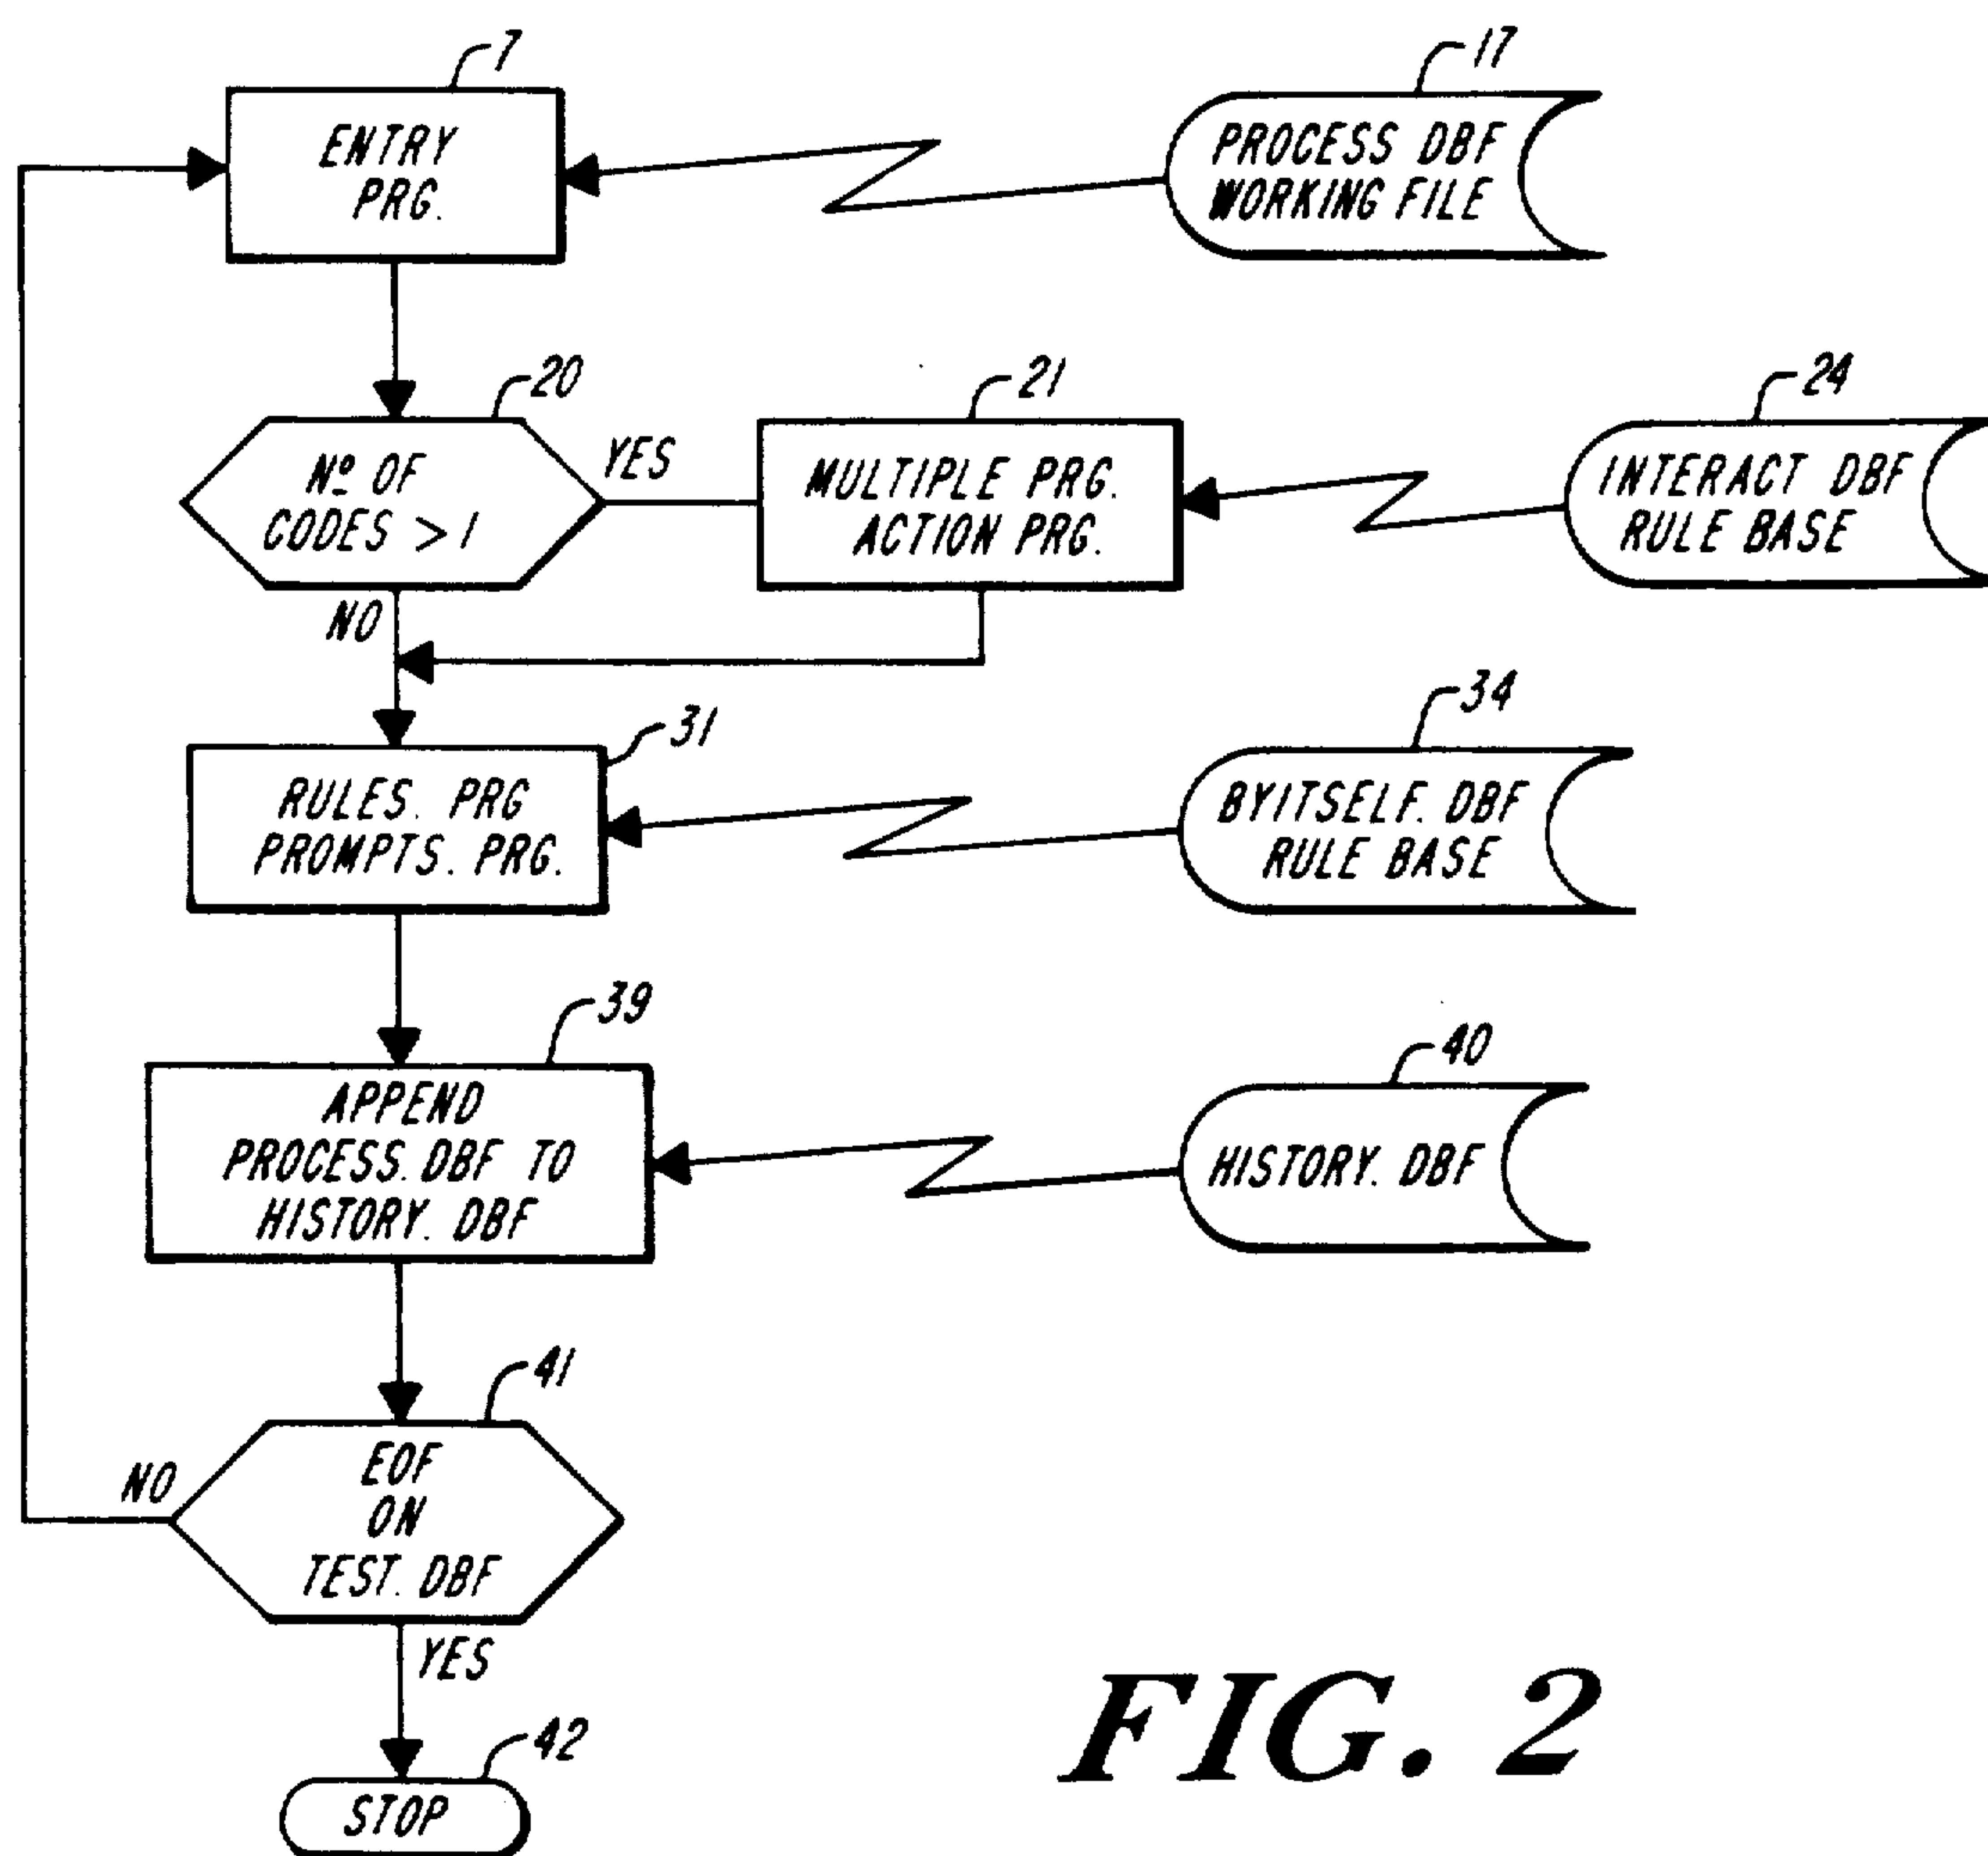 7
ENTRY
PRG.
17
PROCESS DBF
WORKING FILE
20
Nº OF
CODES > 1
YES
NO
21
MULTIPLE PRG.
ACTION PRG.
24
INTERACT DBF
RULE BASE
31
RULES. PRG
PROMPTS. PRG.
34
BYITSELF. DBF
RULE BASE
39
APPEND
PROCESS. DBF TO
HISTORY. DBF
40
HISTORY. DBF
41
EOF
ON
TEST. DBF
NO
YES
42
STOP
FIG. 2